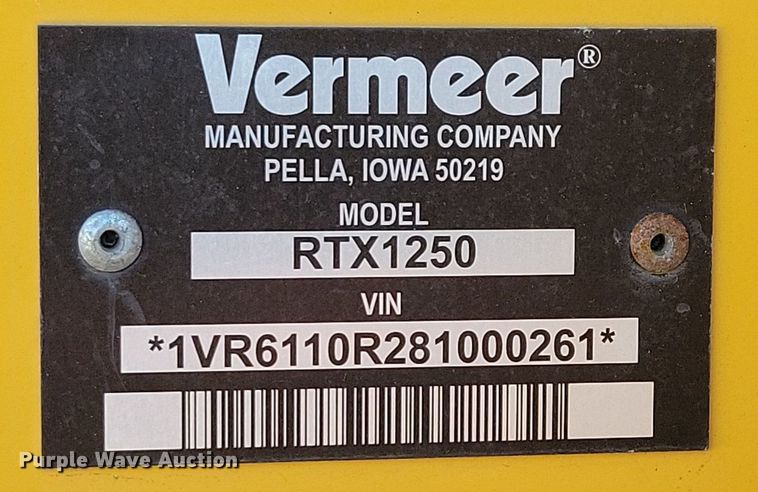 Vermeer®
MANUFACTURING COMPANY
PELLA, IOWA 50219
MODEL
RTX1250
VIN
*1VR6110R281000261*
Purple Wave Auction